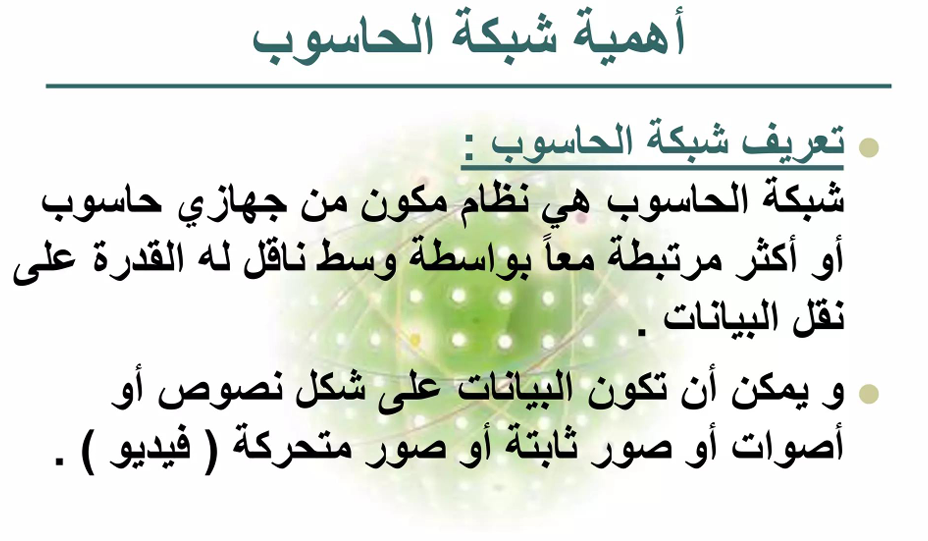 أهمية شبكة الحاسوب
تعريف شبكة الحاسوب :
شبكة الحاسوب هي نظام مكون من جهازي حاسوب
أو أكثر مرتبطة معاً بواسطة وسط ناقل له القدرة على
نقل البيانات .
و يمكن أن تكون البيانات على شكل نصوص أو
أصوات أو صور ثابتة أو صور متحركة ( فيديو ) .